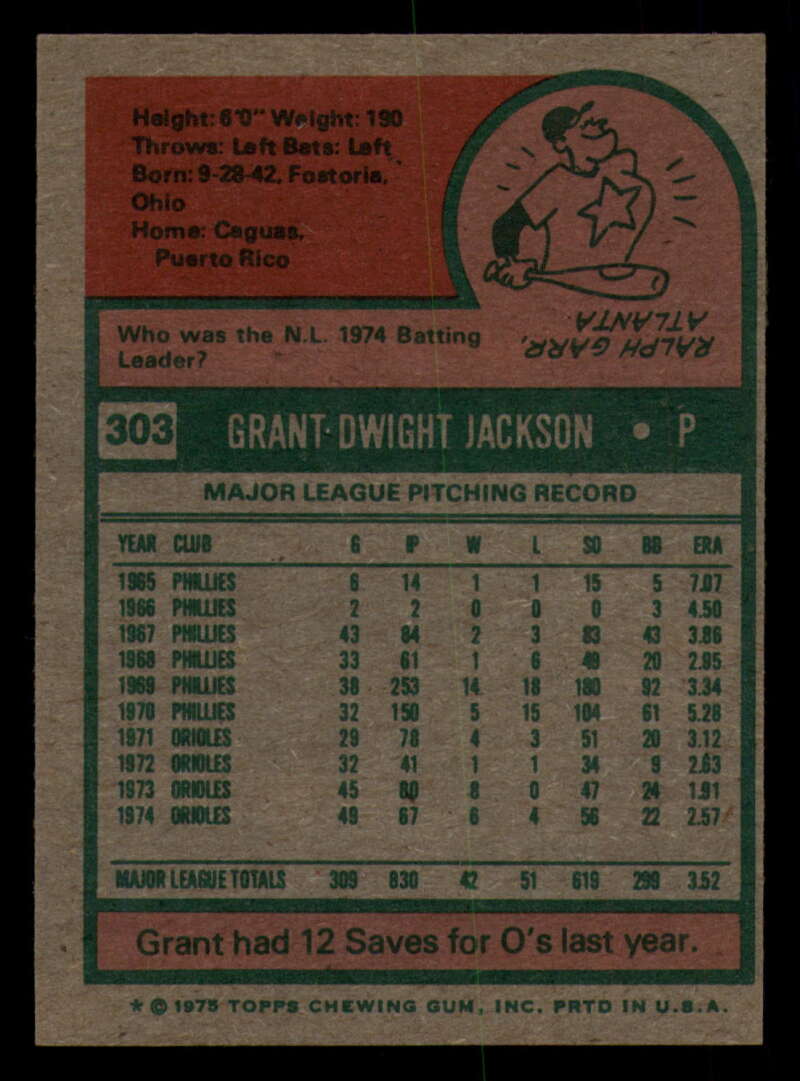 Height: 6'0" Weight: 190
Throws: Left Bats: Left
Born: 9-28-42, Fostoria,
Ohio
Home: Caguas,
Puerto Rico
Who was the N.L. 1974 Batting
Leader?
RALPH GARR,
ATLANTA
303 GRANT DWIGHT JACKSON • P
MAJOR LEAGUE PITCHING RECORD
YEAR CLUB G IP W L SO BB ERA
1965 PHILLIES 6 14 1 1 15 5 7.07
1966 PHILLIES 2 2 0 0 0 3 4.50
1967 PHILLIES 43 84 2 3 83 43 3.86
1968 PHILLIES 33 61 1 6 49 20 2.95
1969 PHILLIES 38 253 14 18 180 92 3.34
1970 PHILLIES 32 150 5 15 104 61 5.28
1971 ORIOLES 29 78 4 3 51 20 3.12
1972 ORIOLES 32 41 1 1 34 9 2.63
1973 ORIOLES 45 80 8 0 47 24 1.91
1974 ORIOLES 49 67 6 4 56 22 2.57
MAJOR LEAGUE TOTALS 309 830 42 51 619 299 3.52
Grant had 12 Saves for O's last year.
* © 1975 TOPPS CHEWING GUM, INC. PRTD IN U.S.A.